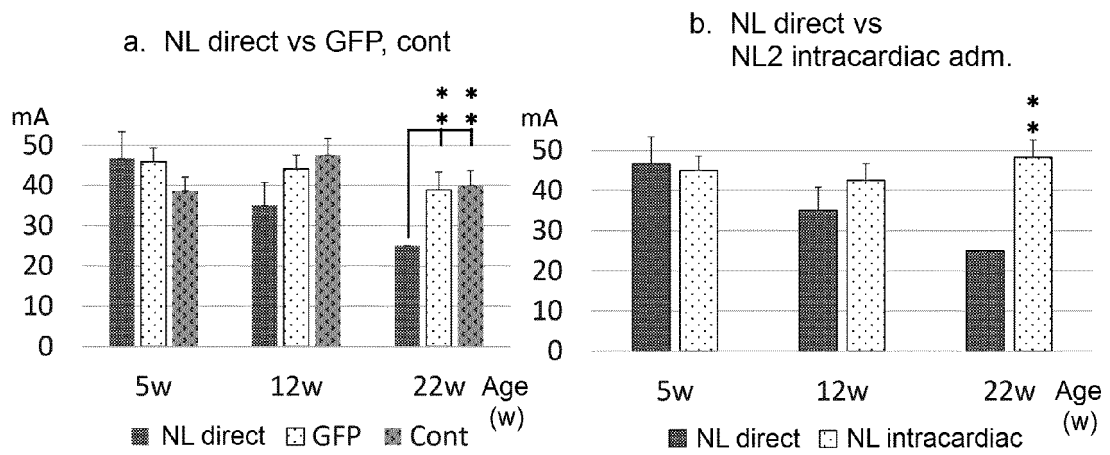 a. NL direct vs GFP, cont
mA
* *
* *
50
40
30
20
10
0
5w 12w 22w Age
(w)
NL direct GFP Cont
b. NL direct vs
NL2 intracardiac adm.
mA
*
*
50
40
30
20
10
0
5w 12w 22w Age
(w)
NL direct NL intracardiac